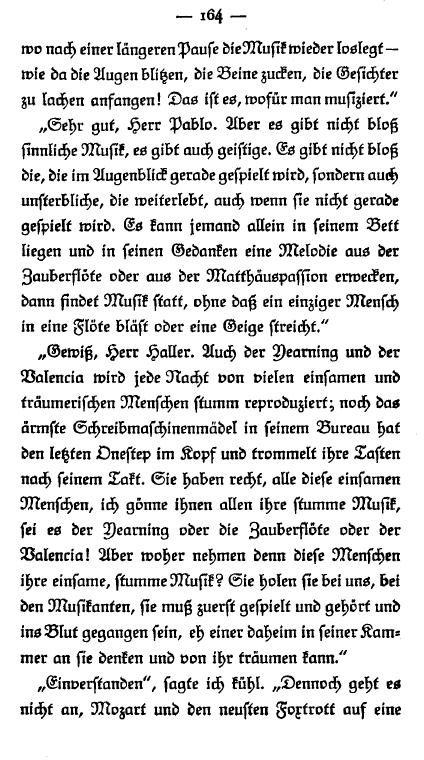 — 164 —
wo nach einer längeren Pause die Musik wieder loslegt —
wie da die Augen blitzen, die Beine zucken, die Gesichter
zu lachen anfangen! Das ist es, wofür man musiziert.“
„Sehr gut, Herr Pablo. Aber es gibt nicht bloß
sinnliche Musik, es gibt auch geistige. Es gibt nicht bloß
die, die im Augenblick gerade gespielt wird, sondern auch
unsterbliche, die weiterlebt, auch wenn sie nicht gerade
gespielt wird. Es kann jemand allein in seinem Bett
liegen und in seinen Gedanken eine Melodie aus der
Zauberflöte oder aus der Matthäuspassion erwecken,
dann findet Musik statt, ohne daß ein einziger Mensch
in eine Flöte bläst oder eine Geige streicht.“
„Gewiß, Herr Haller. Auch der Yearning und der
Valencia wird jede Nacht von vielen einsamen und
träumerischen Menschen stumm reproduziert; noch das
ärmste Schreibmaschinenmädel in seinem Bureau hat
den letzten Onestep im Kopf und trommelt ihre Tasten
nach seinem Takt. Sie haben recht, alle diese einsamen
Menschen, ich gönne ihnen allen ihre stumme Musik,
sei es der Yearning oder die Zauberflöte oder der
Valencia! Aber woher nehmen denn diese Menschen
ihre einsame, stumme Musik? Sie holen sie bei uns, bei
den Musikanten, sie muß zuerst gespielt und gehört und
ins Blut gegangen sein, eh einer daheim in seiner Kam-
mer an sie denken und von ihr träumen kann.“
„Einverstanden“, sagte ich kühl. „Dennoch geht es
nicht an, Mozart und den neusten Foxtrott auf eine